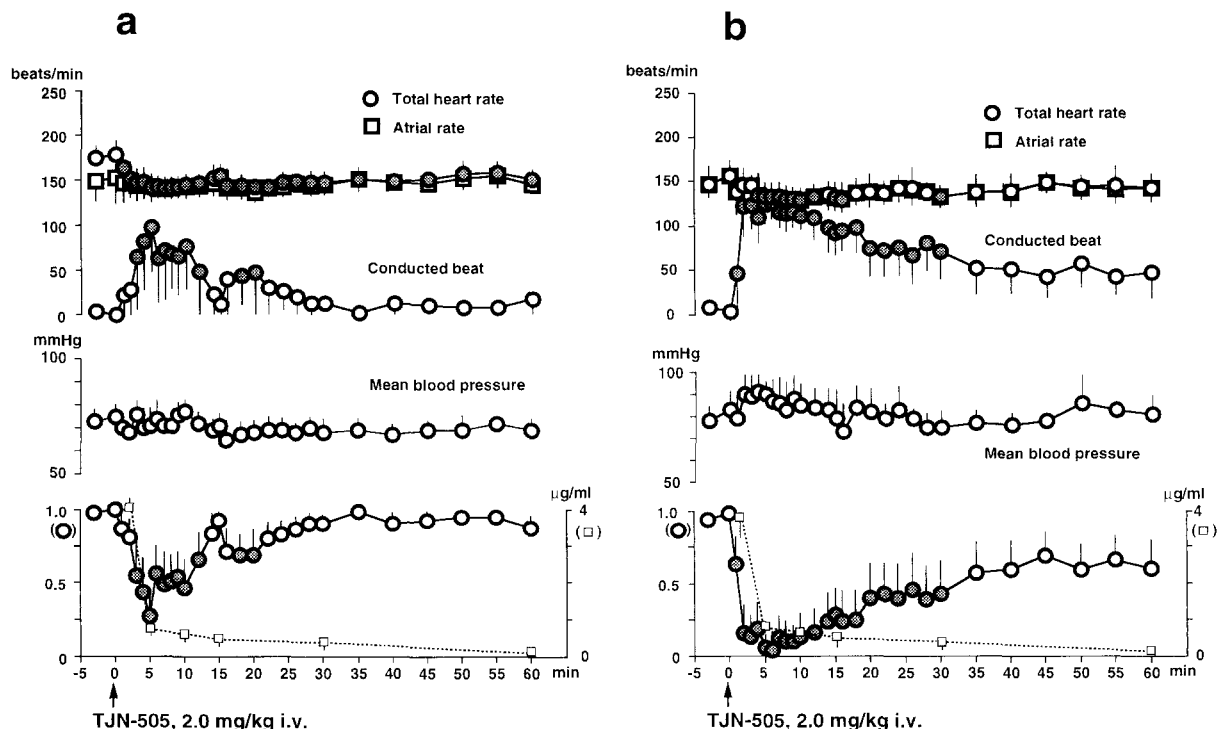 a
beats/min
250
200
150
100
50
0
Total heart rate
Atrial rate
Conducted beat
mmHg
100
50
Mean blood pressure
1.0
( )
0.5
0
µg/ml
4
( )
0
-5 0 5 10 15 20 25 30 35 40 45 50 55 60
min
TJN-505, 2.0 mg/kg i.v.
b
beats/min
250
200
150
100
50
0
Total heart rate
Atrial rate
Conducted beat
mmHg
100
50
Mean blood pressure
1.0
( )
0.5
0
µg/ml
4
( )
0
-5 0 5 10 15 20 25 30 35 40 45 50 55 60
min
TJN-505, 2.0 mg/kg i.v.